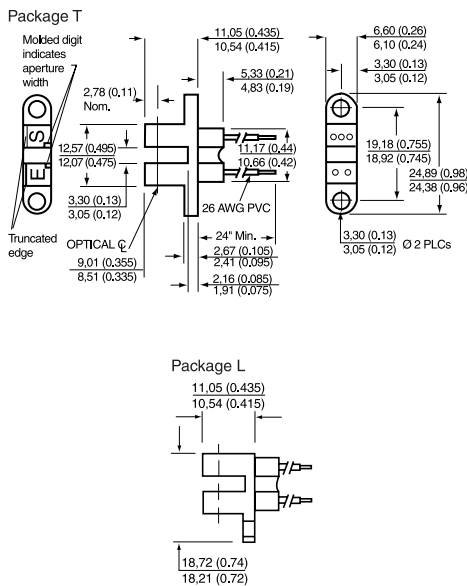 Package T
Molded digit
indicates
aperture
width
11,05 (0.435)
10,54 (0.415)
6,60 (0.26)
6,10 (0.24)
2,78 (0.11)
Nom.
5,33 (0.21)
4,83 (0.19)
3,30 (0.13)
3,05 (0.12)
S
E
12,57 (0.495)
12,07 (0.475)
11,17 (0.44)
10,66 (0.42)
19,18 (0.755)
18,92 (0.745)
24,89 (0.98)
24,38 (0.96)
3,30 (0.13)
3,05 (0.12)
26 AWG PVC
Truncated
edge
OPTICAL ℄
24" Min.
3,30 (0.13)
3,05 (0.12)
Ø 2 PLCs
9,01 (0.355)
8,51 (0.335)
2,67 (0.105)
2,41 (0.095)
2,16 (0.085)
1,91 (0.075)
Package L
11,05 (0.435)
10,54 (0.415)
18,72 (0.74)
18,21 (0.72)